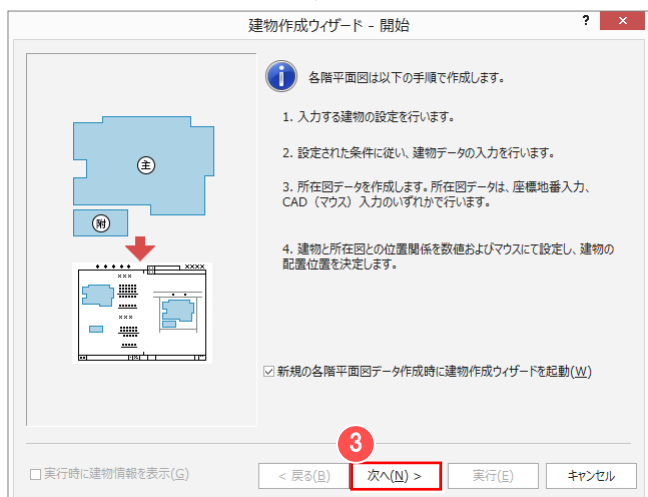 建物作成ウィザード - 開始
? ×
各階平面図は以下の手順で作成します。
1. 入力する建物の設定を行います。
2. 設定された条件に従い、建物データの入力を行います。
3. 所在図データを作成します。所在図データは、座標地番入力、
CAD（マウス）入力のいずれかで行います。
4. 建物と所在図との位置関係を数値およびマウスにて設定し、建物の
配置位置を決定します。
主
附
××××
×××
×××
新規の各階平面図データ作成時に建物作成ウィザードを起動(W)
3
実行時に建物情報を表示(G)
< 戻る(B)
次へ(N) >
実行(E)
キャンセル